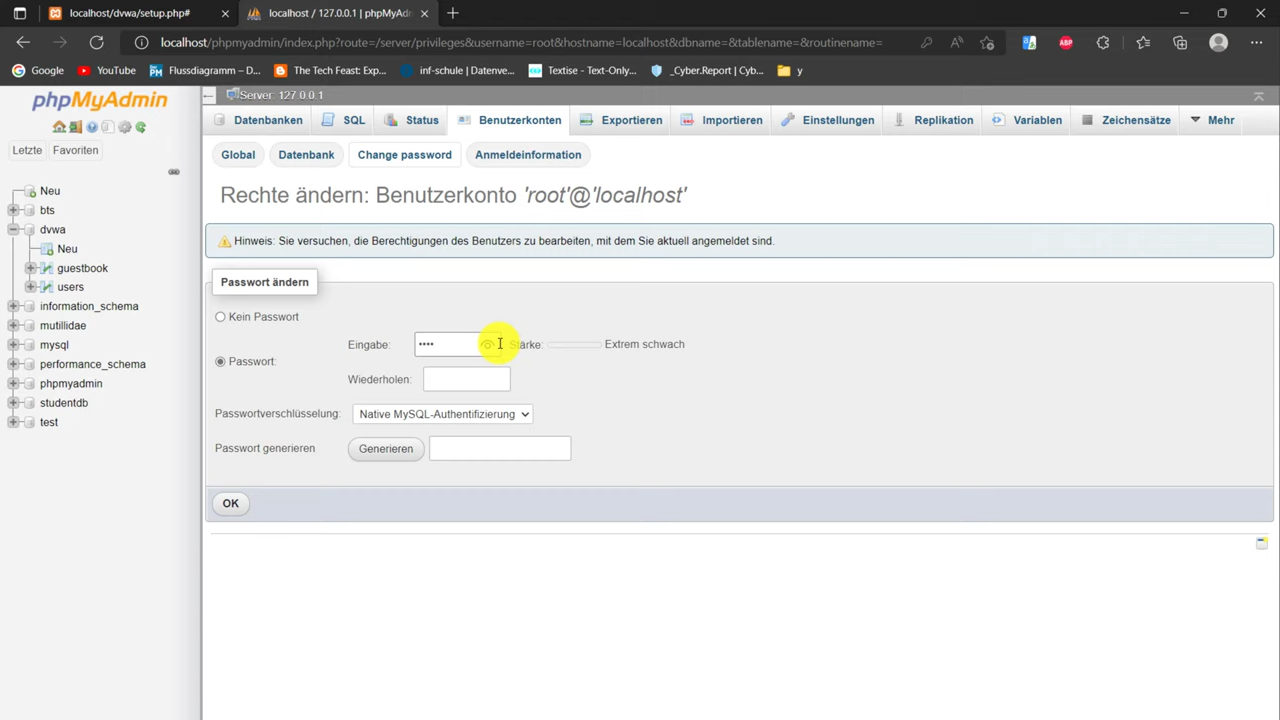 localhost/dvwa/setup.php#
localhost / 127.0.0.1 | phpMyAdm
localhost/phpmyadmin/index.php?route=/server/privileges&username=root&hostname=localhost&dbname=&tablename=&routinename=
Google YouTube Flussdiagramm – D... The Tech Feast: Exp... inf-schule | Datenve... Textise - Text-Only... _Cyber.Report | Cyb... y
phpMyAdmin
Letzte Favoriten
Neu
bts
dvwa
Neu
guestbook
users
information_schema
mutillidae
mysql
performance_schema
phpmyadmin
studentdb
test
Server: 127.0.0.1
Datenbanken SQL Status Benutzerkonten Exportieren Importieren Einstellungen Replikation Variablen Zeichensätze Mehr
Global Datenbank Change password Anmeldeinformation
Rechte ändern: Benutzerkonto 'root'@'localhost'
Hinweis: Sie versuchen, die Berechtigungen des Benutzers zu bearbeiten, mit dem Sie aktuell angemeldet sind.
Passwort ändern
Kein Passwort
Eingabe: •••• Stärke: Extrem schwach
Passwort:
Wiederholen:
Passwortverschlüsselung: Native MySQL-Authentifizierung
Passwort generieren Generieren
OK